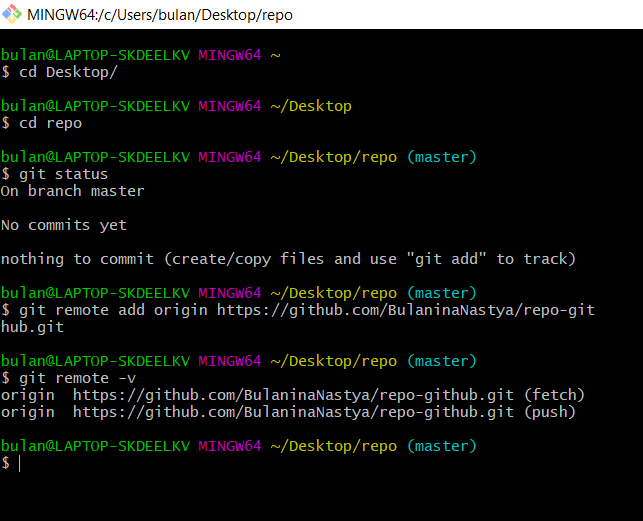 MINGW64:/c/Users/bulan/Desktop/repo
bulan@LAPTOP-SKDEELKV MINGW64 ~
$ cd Desktop/
bulan@LAPTOP-SKDEELKV MINGW64 ~/Desktop
$ cd repo
bulan@LAPTOP-SKDEELKV MINGW64 ~/Desktop/repo (master)
$ git status
On branch master
No commits yet
nothing to commit (create/copy files and use "git add" to track)
bulan@LAPTOP-SKDEELKV MINGW64 ~/Desktop/repo (master)
$ git remote add origin https://github.com/BulaninaNastya/repo-git
hub.git
bulan@LAPTOP-SKDEELKV MINGW64 ~/Desktop/repo (master)
$ git remote -v
origin  https://github.com/BulaninaNastya/repo-github.git (fetch)
origin  https://github.com/BulaninaNastya/repo-github.git (push)
bulan@LAPTOP-SKDEELKV MINGW64 ~/Desktop/repo (master)
$